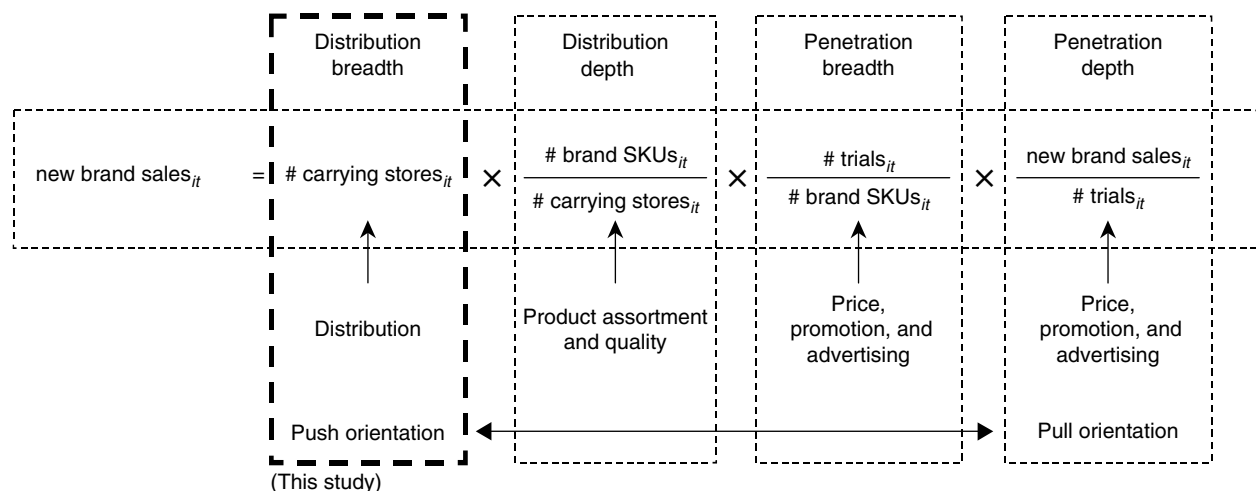 Distribution
breadth
Distribution
depth
Penetration
breadth
Penetration
depth
new brand sales_it = # carrying stores_it × # brand SKUs_it / # carrying stores_it × # trials_it / # brand SKUs_it × new brand sales_it / # trials_it
Distribution
Product assortment
and quality
Price,
promotion, and
advertising
Price,
promotion, and
advertising
Push orientation
Pull orientation
(This study)